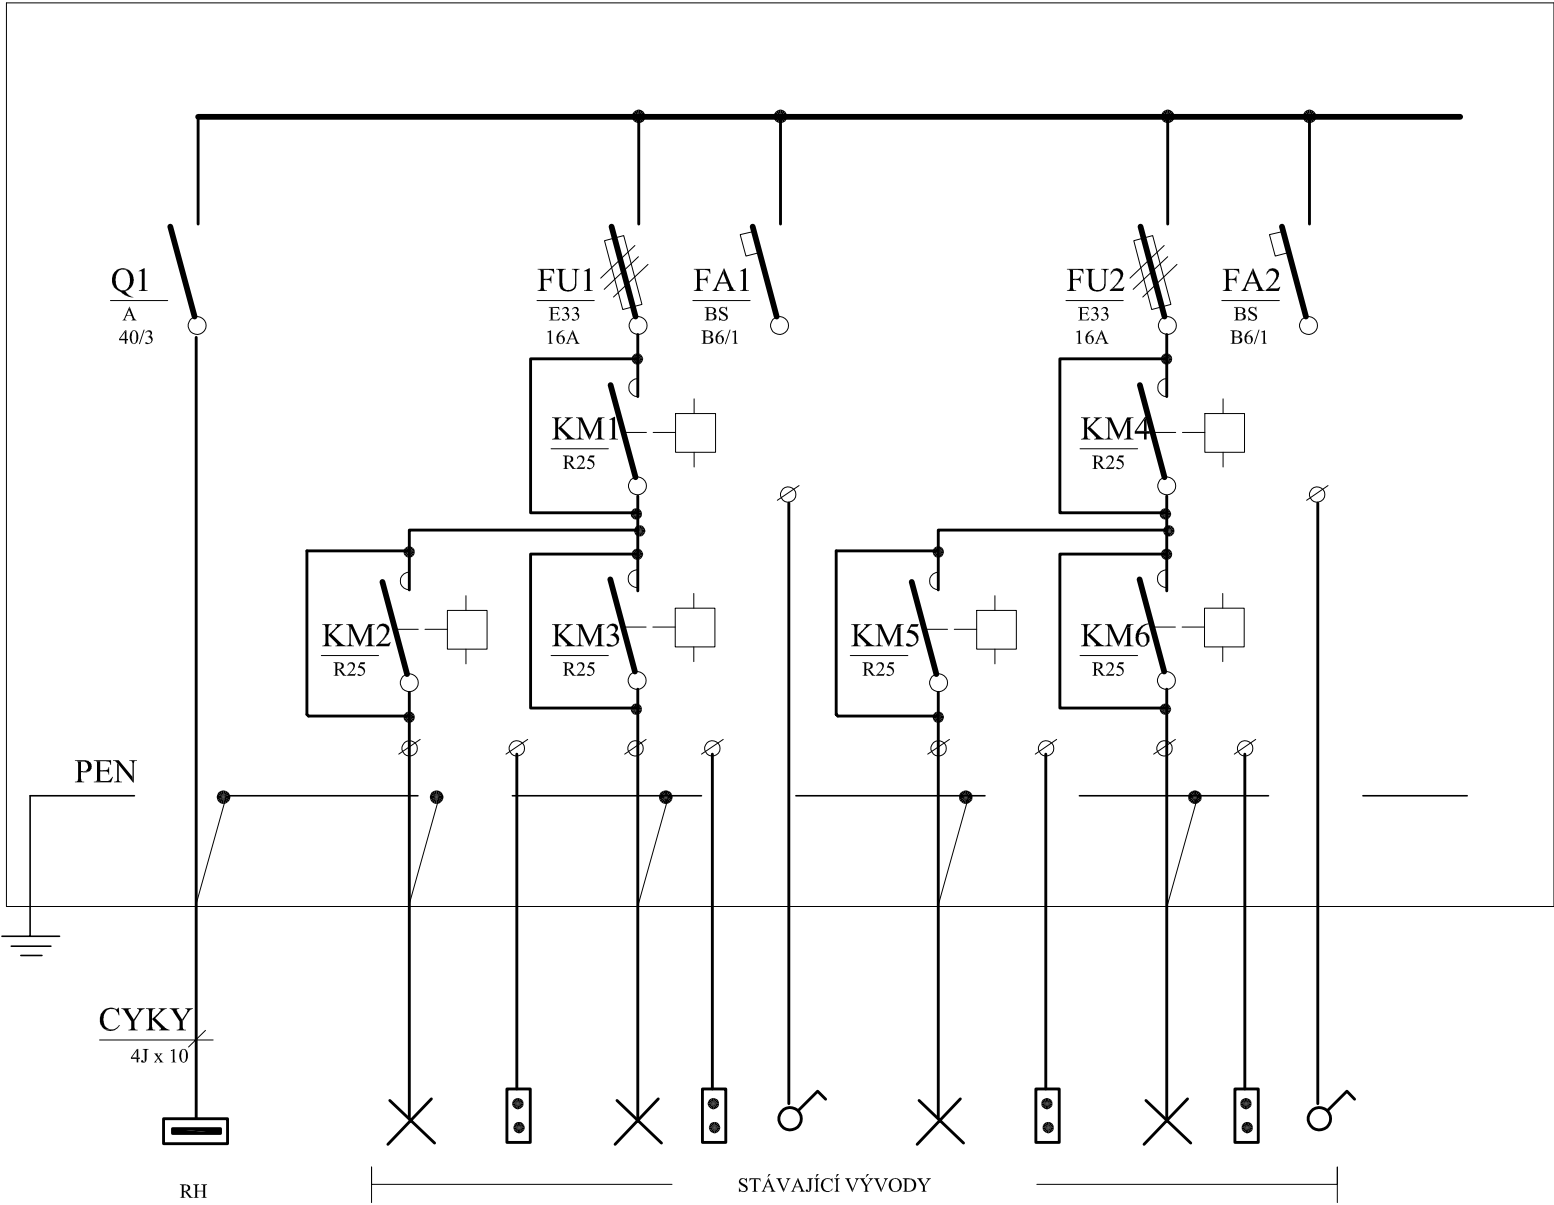 Q1
A
40/3
FU1
E33
16A
FA1
BS
B6/1
FU2
E33
16A
FA2
BS
B6/1
KM1
R25
KM4
R25
KM2
R25
KM3
R25
KM5
R25
KM6
R25
PEN
CYKY
4J x 10
RH
STÁVAJÍCÍ VÝVODY